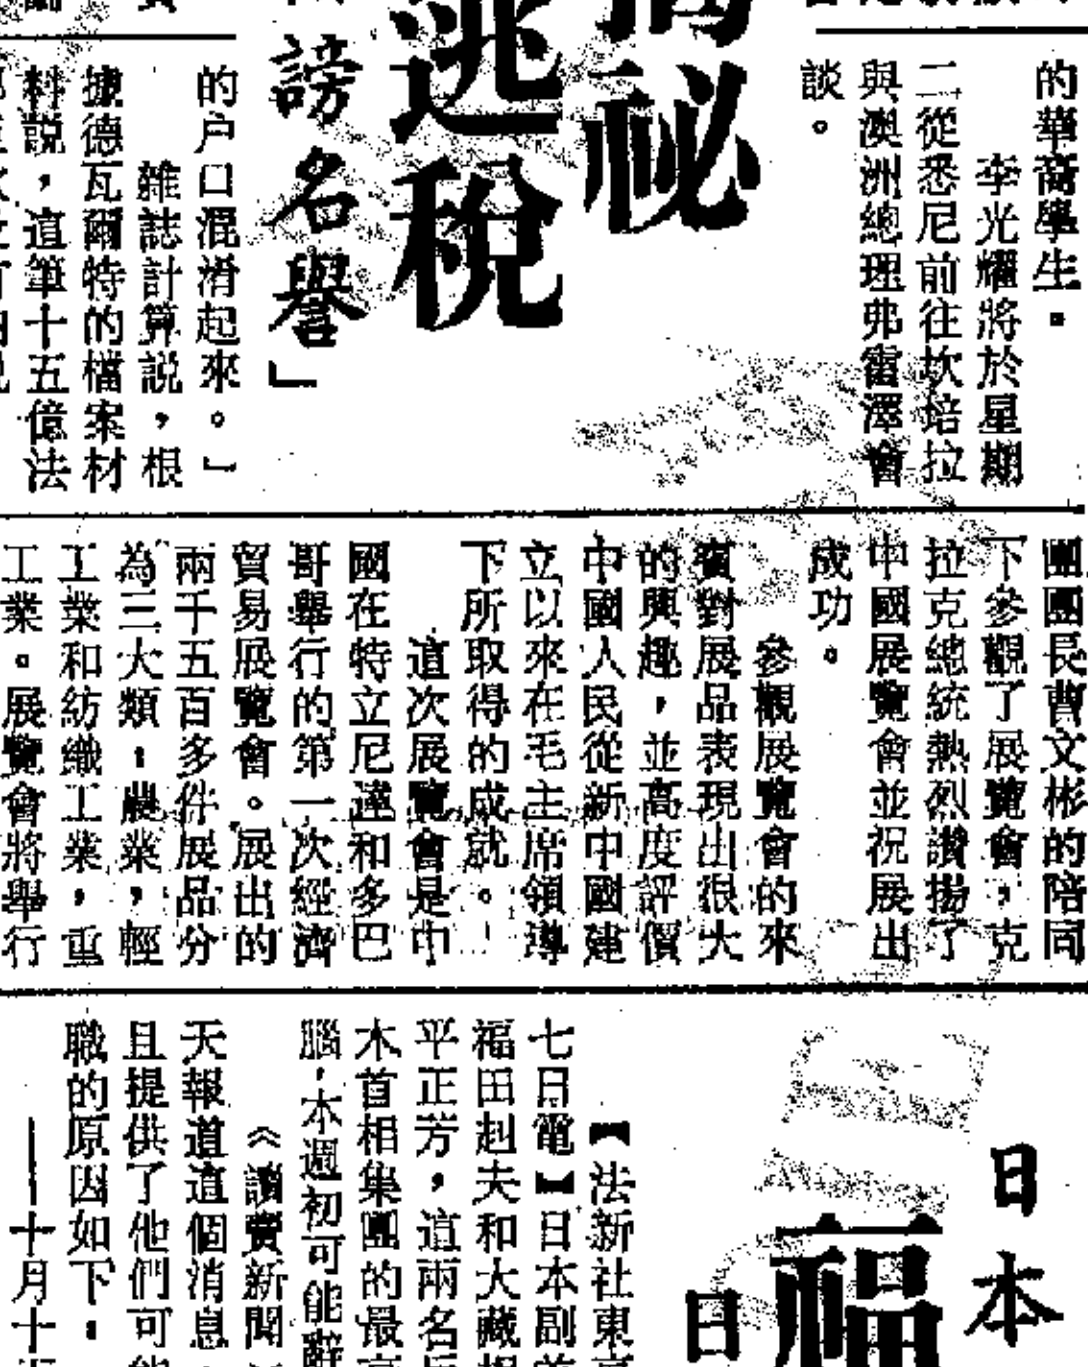 的華商學生。
李光耀將於星期
二從悉尼前往坎培拉
與澳洲總理弗雷澤會
談。
秘
逃稅
謗名譽」
的户口混淆起來。」
雜誌計算説，根
據德瓦爾特的檔案材
料説，這筆十五億法
團團長曹文彬的陪同
下參觀了展覽會，克
拉克總統熱烈讚揚了
中國展覽會並祝展出
成功。
參觀展覽會的來
賓對展品表現出很大
的興趣，並高度評價
中國人民從新中國建
立以來在毛主席領導
下所取得的成就。
這次展覽會是中
國在特立尼達和多巴
哥舉行的第一次經濟
貿易展覽會。展出的
兩千五百多件展品分
為三大類：農業，輕
工業和紡織工業，重
工業。展覽會將舉行
日本
福
日
【法新社東
七日電】日本副首
福田赳夫和大藏相
平正芳，這兩名
木首相集團的最
腦，本週初可能辭
《讀賣新聞
天報道這個消息
且提供了他們可能
職的原因如下：
——十月十